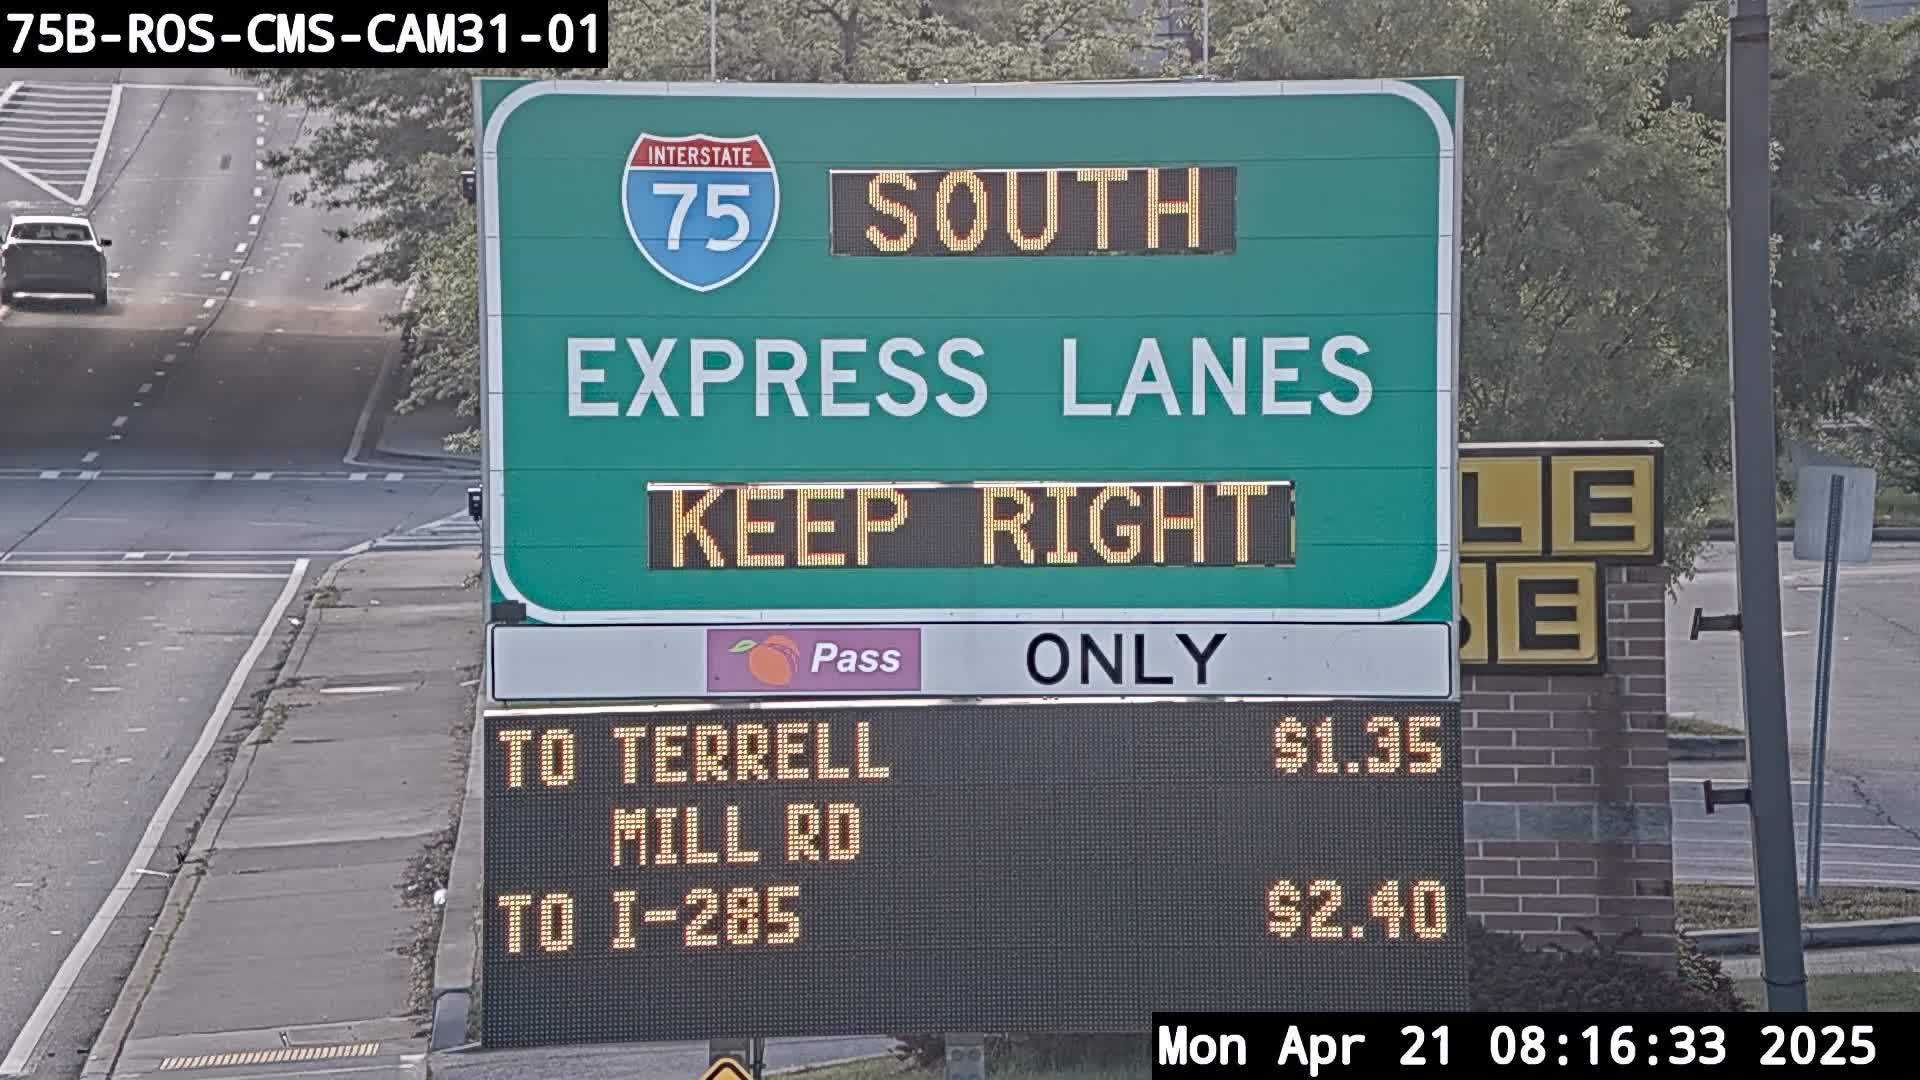 75B-ROS-CMS-CAM31-01
INTERSTATE
75 SOUTH
EXPRESS LANES
KEEP RIGHT
Pass ONLY
TO TERRELL $1.35
MILL RD
TO I-285 $2.40
LE
E
Mon Apr 21 08:16:33 2025